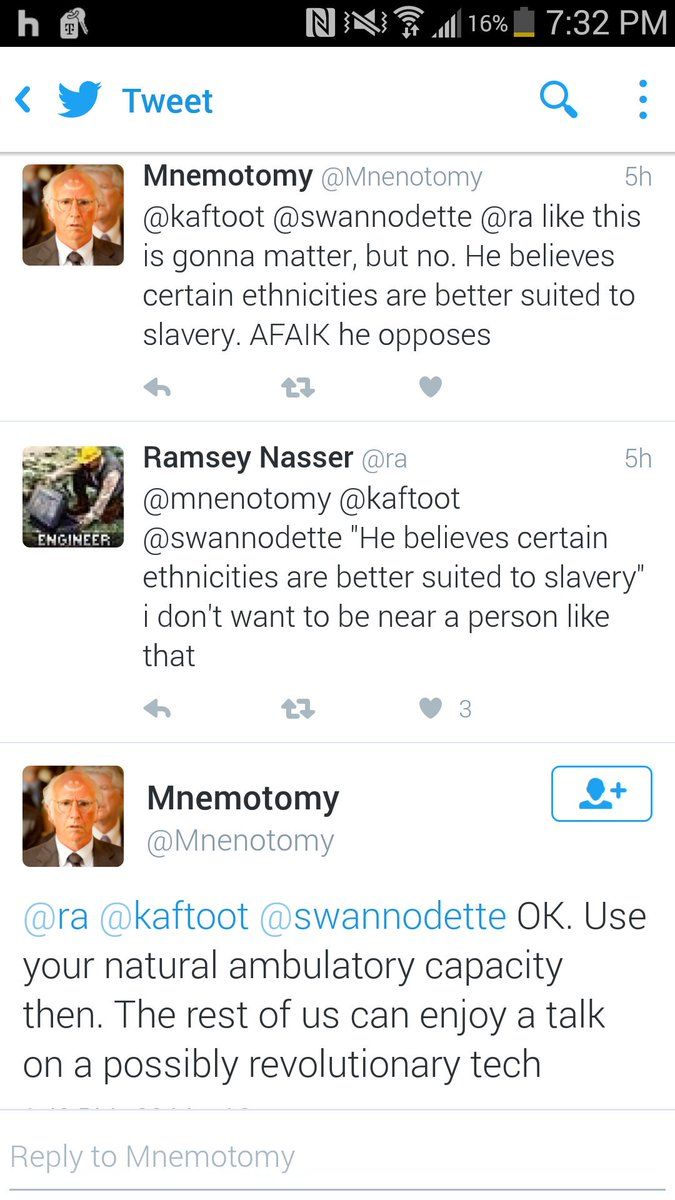 h
16%
7:32 PM
Tweet
Mnemotomy @Mnenotomy 5h
@kaftoot @swannodette @ra like this
is gonna matter, but no. He believes
certain ethnicities are better suited to
slavery. AFAIK he opposes
Ramsey Nasser @ra 5h
ENGINEER
@mnenotomy @kaftoot
@swannodette "He believes certain
ethnicities are better suited to slavery"
i don't want to be near a person like
that
3
Mnemotomy
@Mnenotomy
@ra @kaftoot @swannodette OK. Use
your natural ambulatory capacity
then. The rest of us can enjoy a talk
on a possibly revolutionary tech
Reply to Mnemotomy